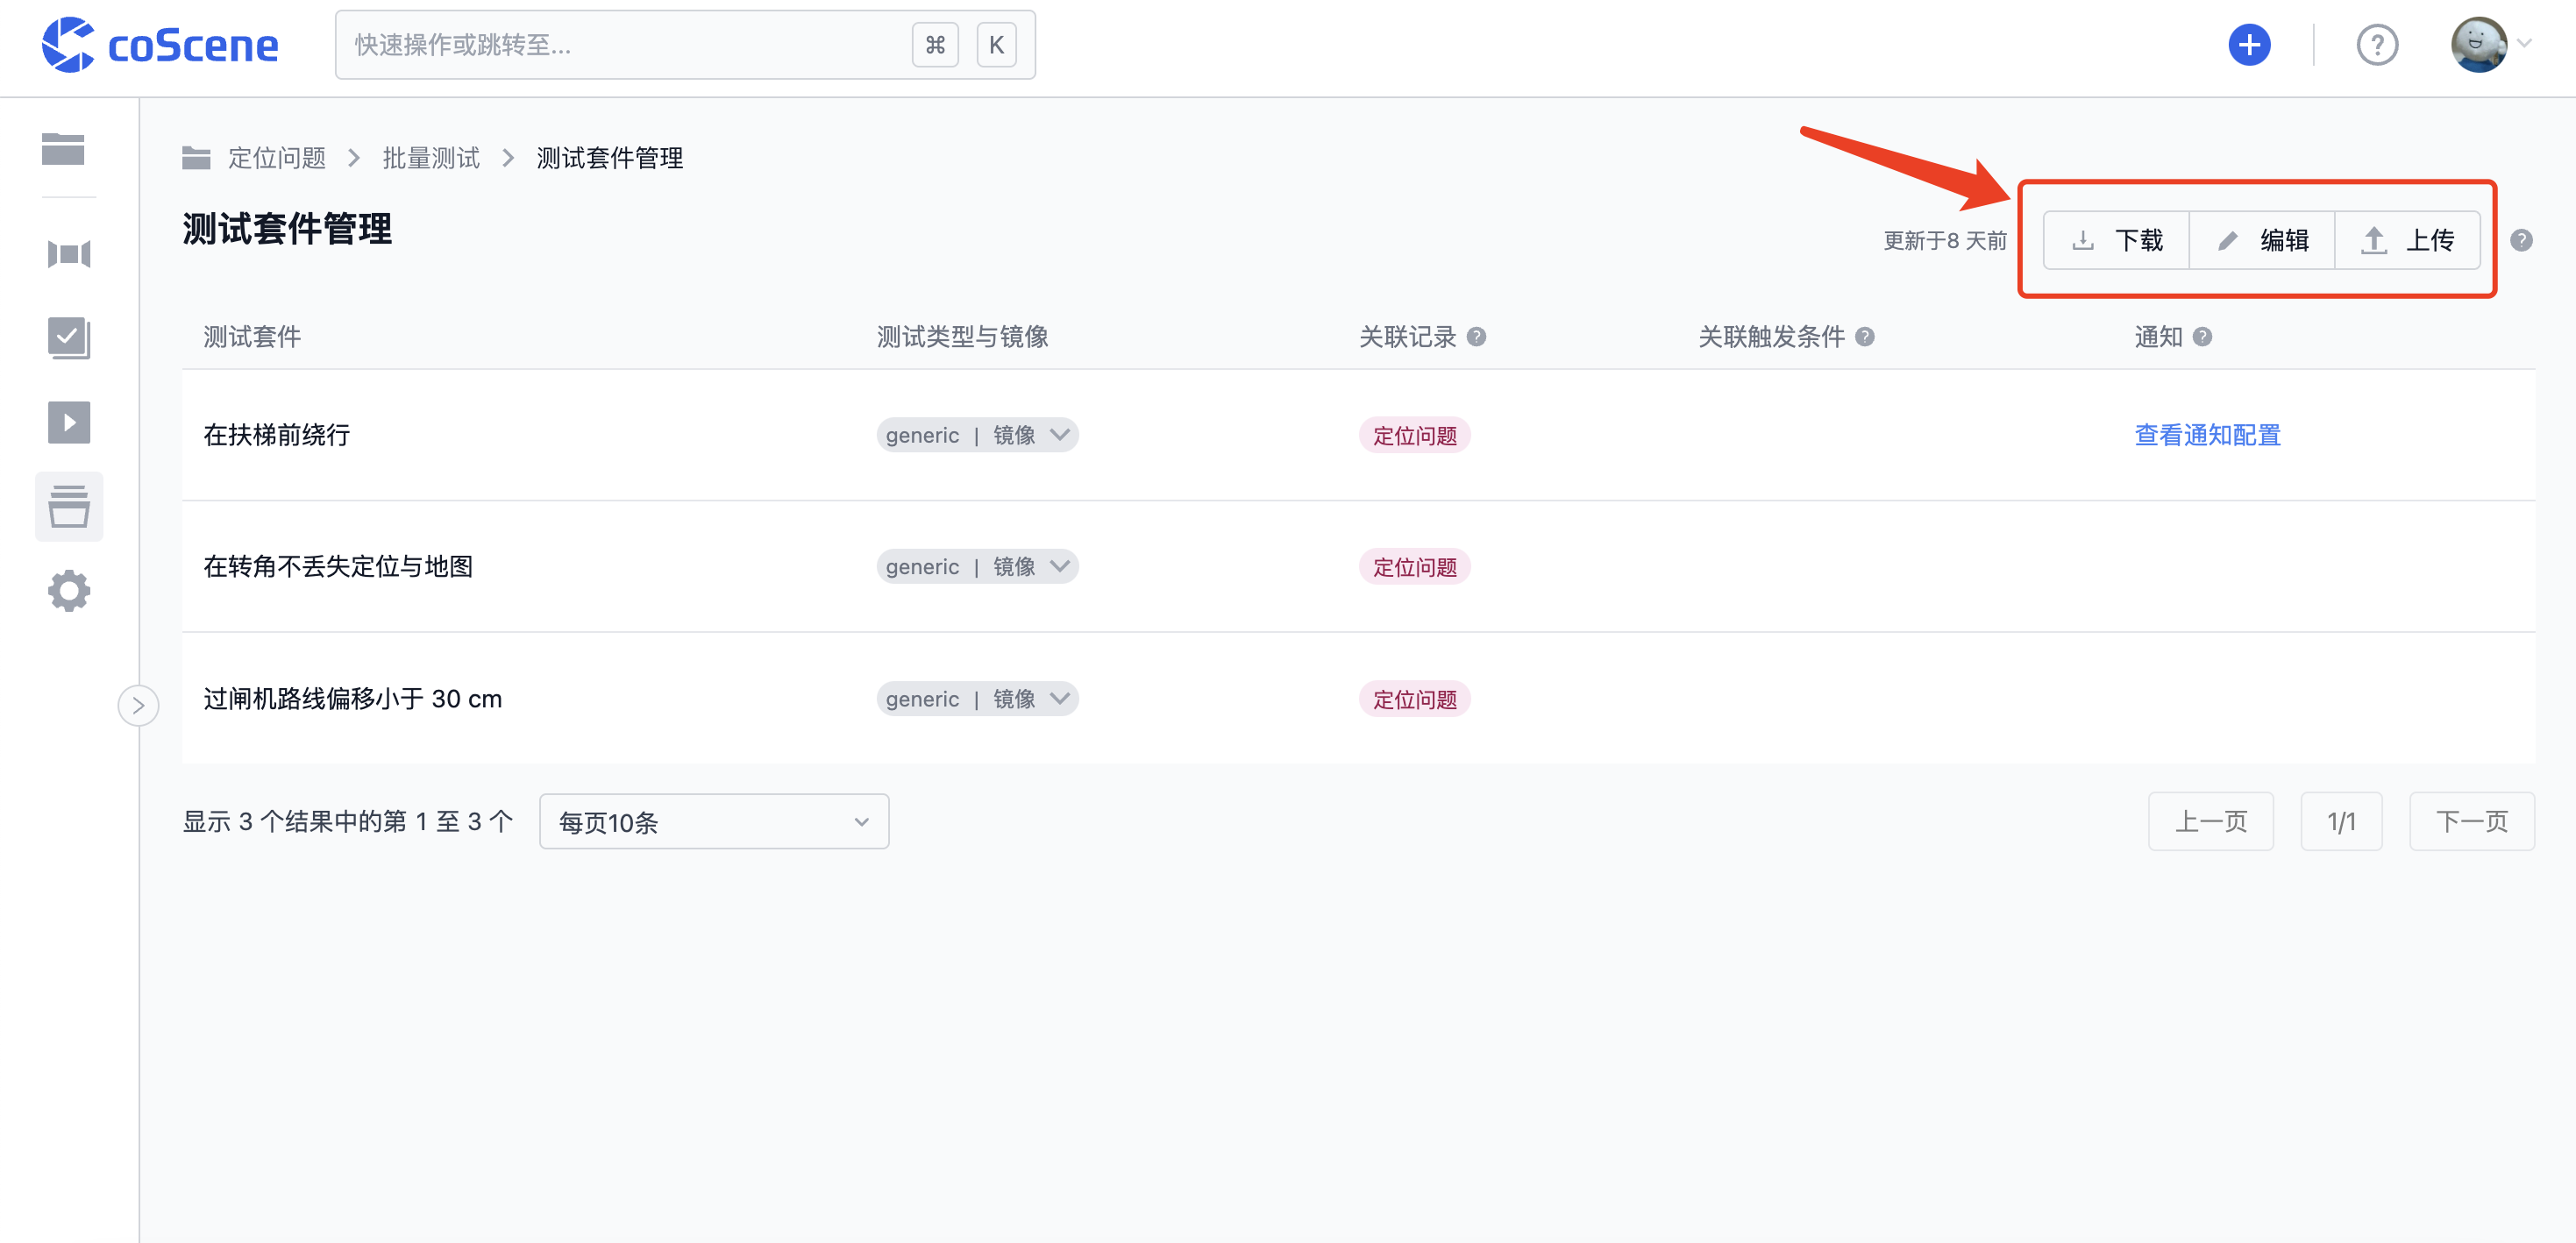 coScene
快速操作或跳转至... ⌘ K
定位问题 > 批量测试 > 测试套件管理
测试套件管理
更新于8 天前 下载 编辑 上传
测试套件 测试类型与镜像 关联记录 关联触发条件 通知
在扶梯前绕行 generic | 镜像 定位问题 查看通知配置
在转角不丢失定位与地图 generic | 镜像 定位问题
过闸机路线偏移小于 30 cm generic | 镜像 定位问题
显示 3 个结果中的第 1 至 3 个 每页10条 上一页 1/1 下一页